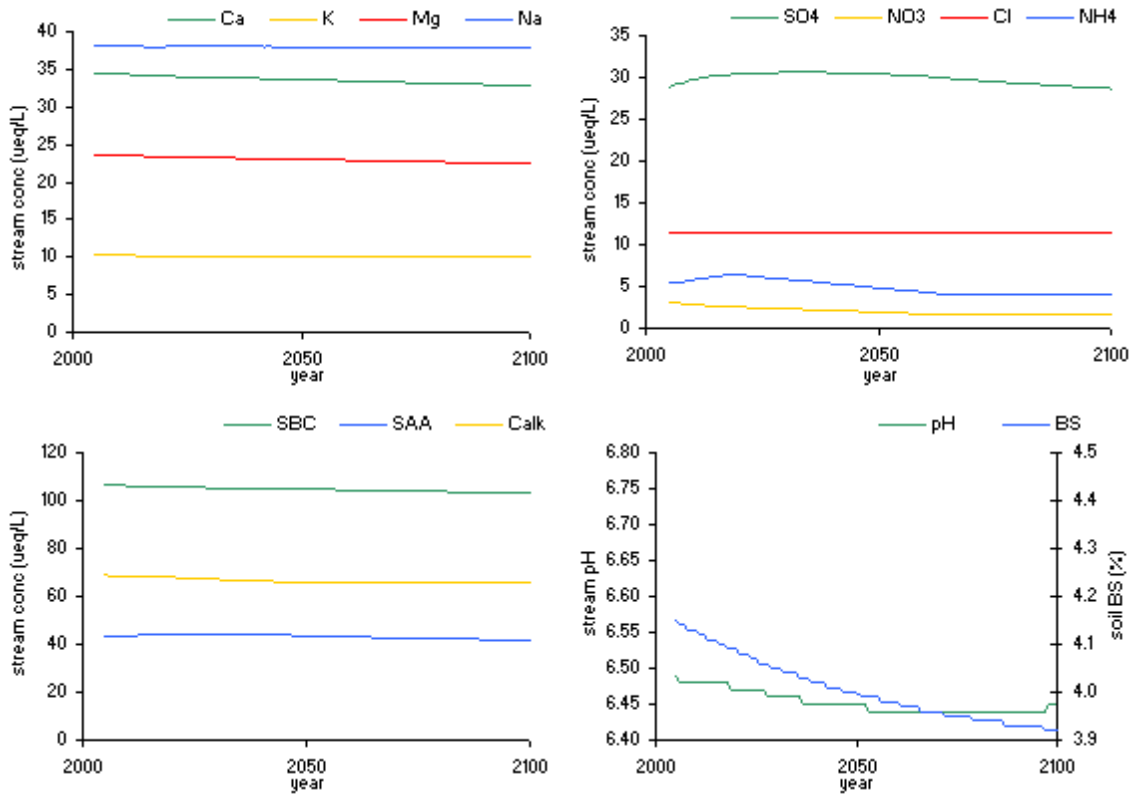 Ca K Mg Na
40
35
30
25
20
15
10
5
0
stream conc (ueq/L)
2000 2050 2100
year
SO4 NO3 Cl NH4
35
30
25
20
15
10
5
0
stream conc (ueq/L)
2000 2050 2100
year
SBC SAA Calk
120
100
80
60
40
20
0
stream conc (ueq/L)
2000 2050 2100
year
pH BS
6.80
6.75
6.70
6.65
6.60
6.55
6.50
6.45
6.40
stream pH
4.5
4.4
4.3
4.2
4.1
4.0
3.9
soil BS (%)
2000 2050 2100
year